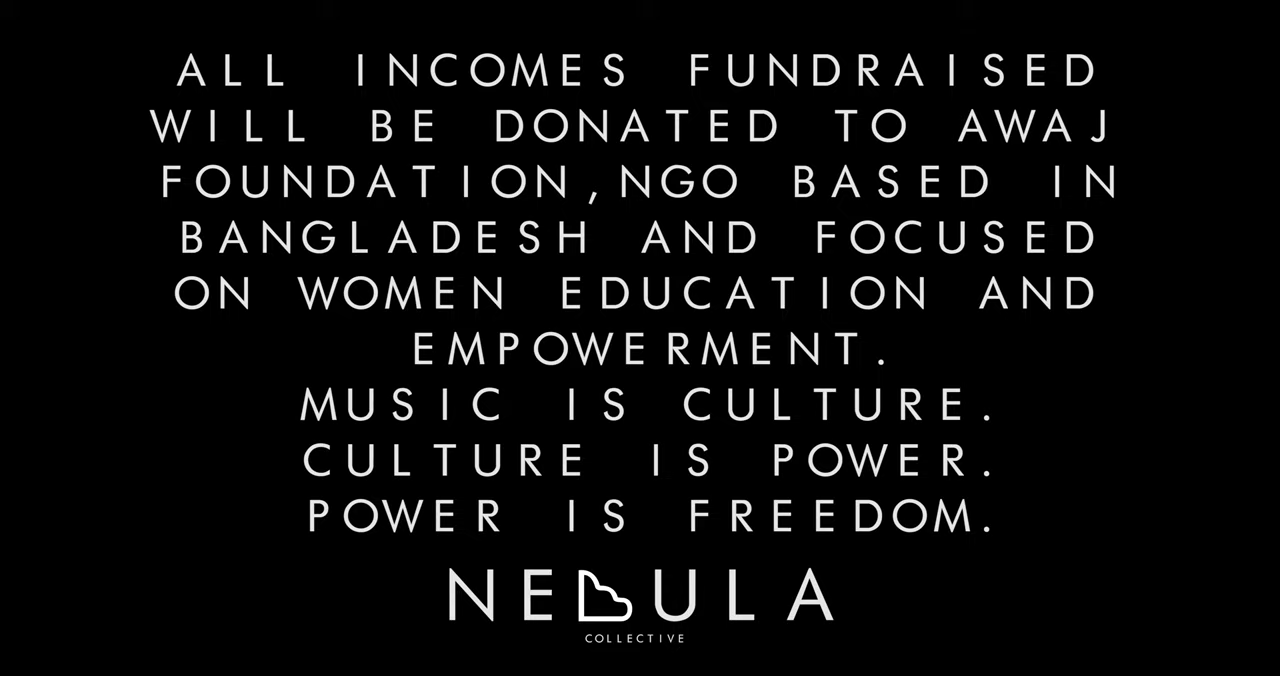 ALL INCOMES FUNDRAISED
WILL BE DONATED TO AWAJ
FOUNDATION,NGO BASED IN
BANGLADESH AND FOCUSED
ON WOMEN EDUCATION AND
EMPOWERMENT.
MUSIC IS CULTURE.
CULTURE IS POWER.
POWER IS FREEDOM.
NEBULA
COLLECTIVE